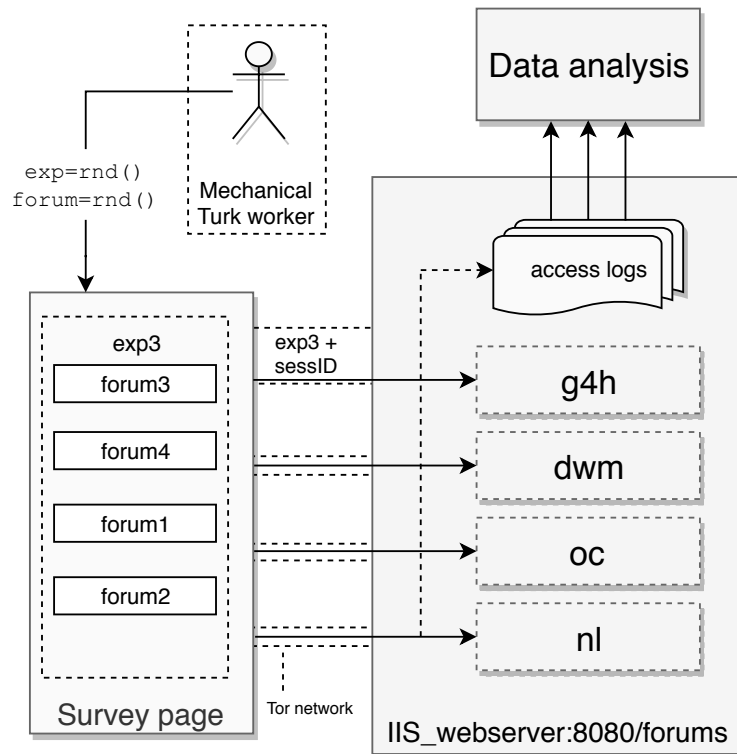 Data analysis
Mechanical
Turk worker
exp=rnd()
forum=rnd()
access logs
exp3
forum3
forum4
forum1
forum2
Survey page
exp3 +
sessID
Tor network
g4h
dwm
oc
nl
IIS_webserver:8080/forums